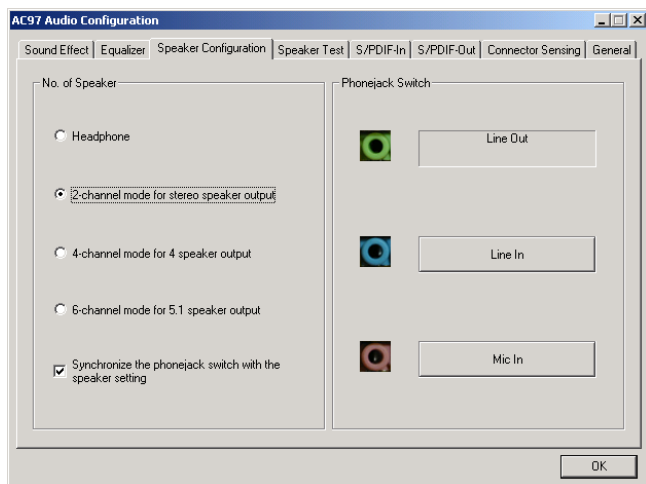 AC97 Audio Configuration
Sound Effect
Equalizer
Speaker Configuration
Speaker Test
S/PDIF-In
S/PDIF-Out
Connector Sensing
General
No. of Speaker
Headphone
2-channel mode for stereo speaker output
4-channel mode for 4 speaker output
6-channel mode for 5.1 speaker output
Synchronize the phonejack switch with the
speaker setting
Phonejack Switch
Line Out
Line In
Mic In
OK